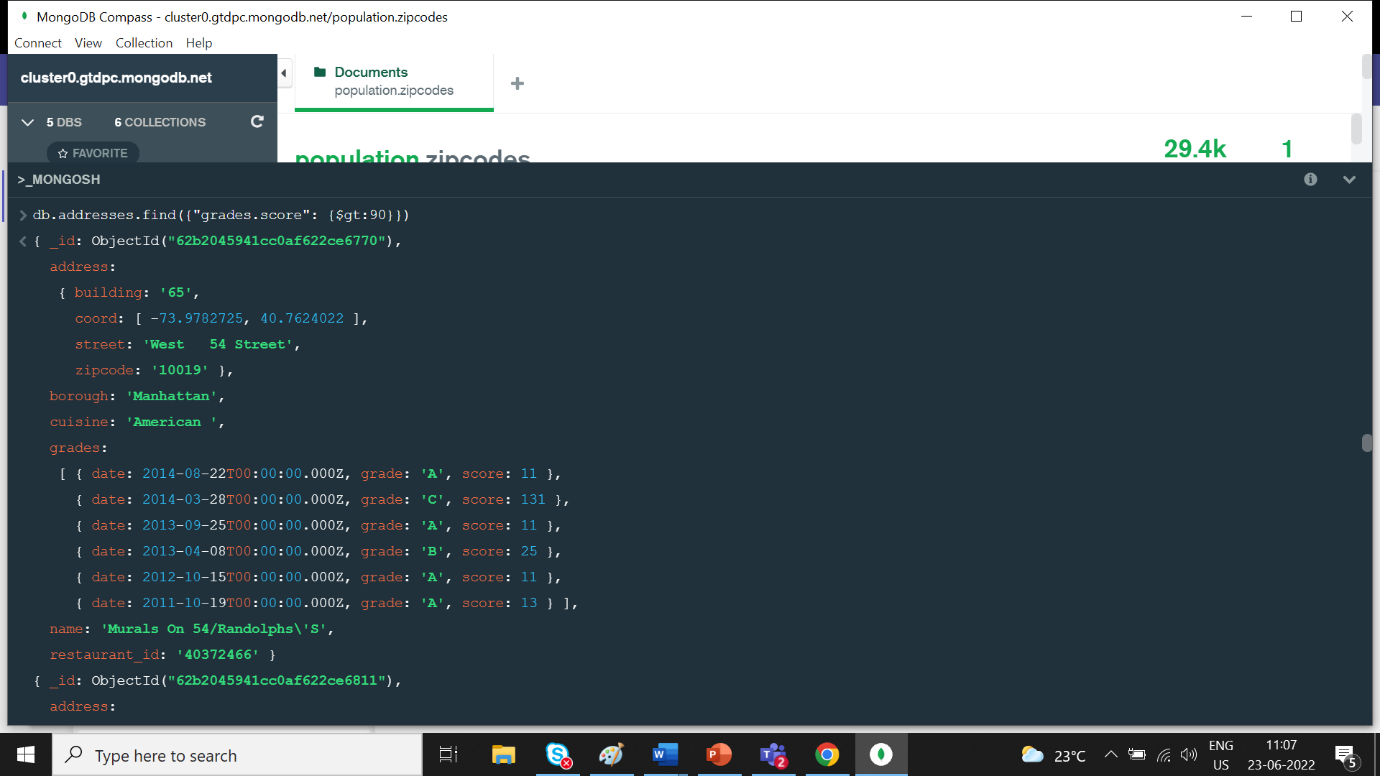 MongoDB Compass - cluster0.gtdpc.mongodb.net/population.zipcodes
Connect View Collection Help
cluster0.gtdpc.mongodb.net
Documents
population.zipcodes
5 DBS 6 COLLECTIONS
FAVORITE
population.zipcodes
29.4k 1
>_MONGOSH
> db.addresses.find({"grades.score": {$gt:90}})
< { _id: ObjectId("62b2045941cc0af622ce6770"),
address:
{ building: '65',
coord: [ -73.9782725, 40.7624022 ],
street: 'West   54 Street',
zipcode: '10019' },
borough: 'Manhattan',
cuisine: 'American ',
grades:
[ { date: 2014-08-22T00:00:00.000Z, grade: 'A', score: 11 },
{ date: 2014-03-28T00:00:00.000Z, grade: 'C', score: 131 },
{ date: 2013-09-25T00:00:00.000Z, grade: 'A', score: 11 },
{ date: 2013-04-08T00:00:00.000Z, grade: 'B', score: 25 },
{ date: 2012-10-15T00:00:00.000Z, grade: 'A', score: 11 },
{ date: 2011-10-19T00:00:00.000Z, grade: 'A', score: 13 } ],
name: 'Murals On 54/Randolphs\'S',
restaurant_id: '40372466' }
{ _id: ObjectId("62b2045941cc0af622ce6811"),
address:
Type here to search
W
P
T
2
23°C
ENG
US
11:07
23-06-2022
5